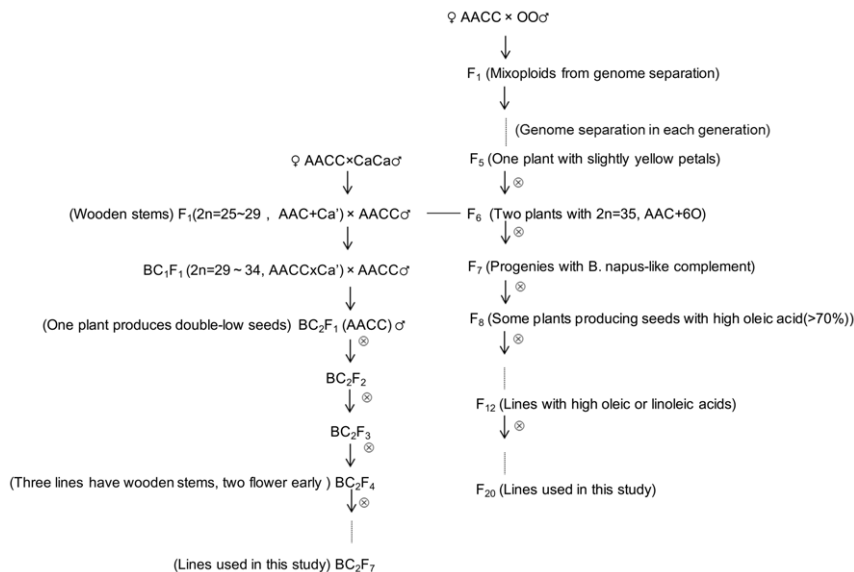 ♀ AACC × OO♂
F₁ (Mixoploids from genome separation)
(Genome separation in each generation)
♀ AACC×CaCa♂
F₅ (One plant with slightly yellow petals)
⊗
(Wooden stems) F₁(2n=25~29 , AAC+Ca') × AACC♂
F₆ (Two plants with 2n=35, AAC+6O)
⊗
BC₁F₁ (2n=29 ~ 34, AACCxCa') × AACC♂
F₇ (Progenies with B. napus-like complement)
⊗
(One plant produces double-low seeds) BC₂F₁ (AACC) ♂
F₈ (Some plants producing seeds with high oleic acid(>70%))
⊗
⊗
BC₂F₂
⊗
F₁₂ (Lines with high oleic or linoleic acids)
⊗
BC₂F₃
⊗
(Three lines have wooden stems, two flower early ) BC₂F₄
F₂₀ (Lines used in this study)
⊗
(Lines used in this study) BC₂F₇